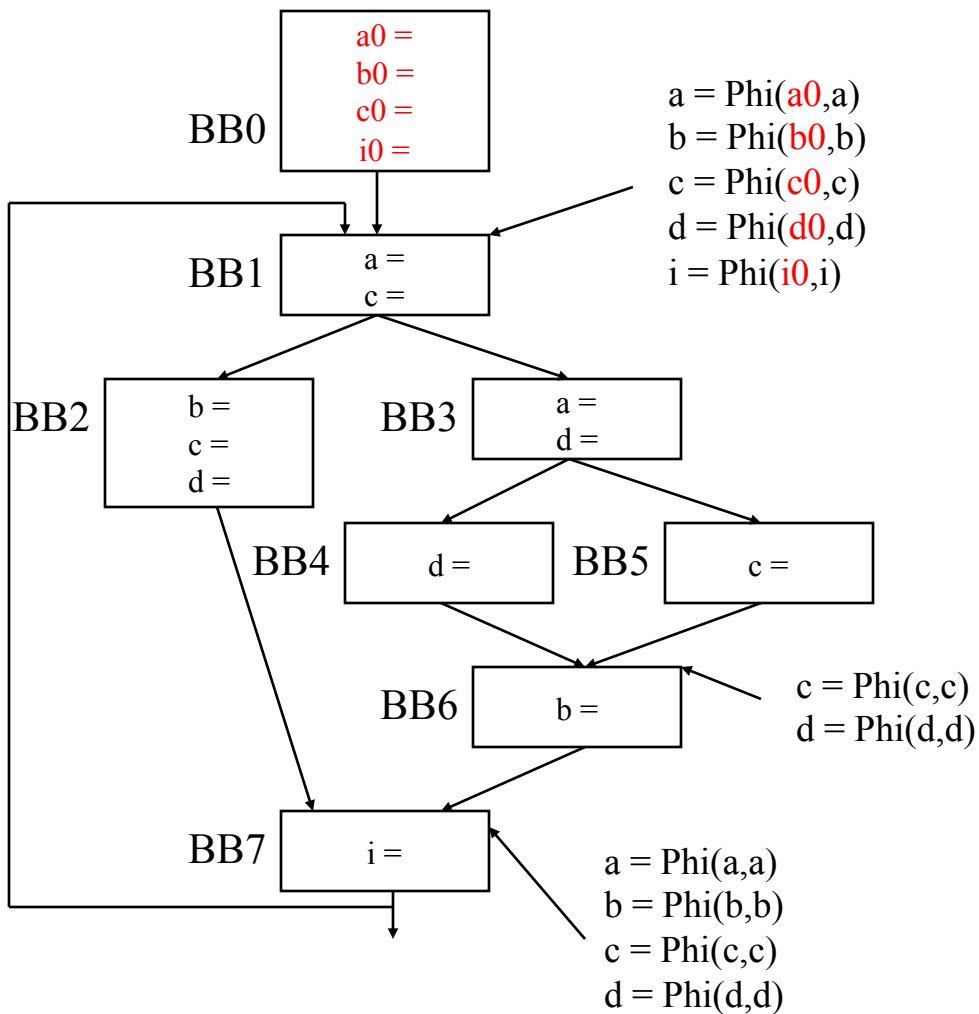 a0 =
b0 =
c0 =
i0 =
BB0
a = Phi(a0,a)
b = Phi(b0,b)
c = Phi(c0,c)
d = Phi(d0,d)
i = Phi(i0,i)
BB1
a =
c =
BB2
b =
c =
d =
BB3
a =
d =
BB4
d =
BB5
c =
BB6
b =
c = Phi(c,c)
d = Phi(d,d)
BB7
i =
a = Phi(a,a)
b = Phi(b,b)
c = Phi(c,c)
d = Phi(d,d)